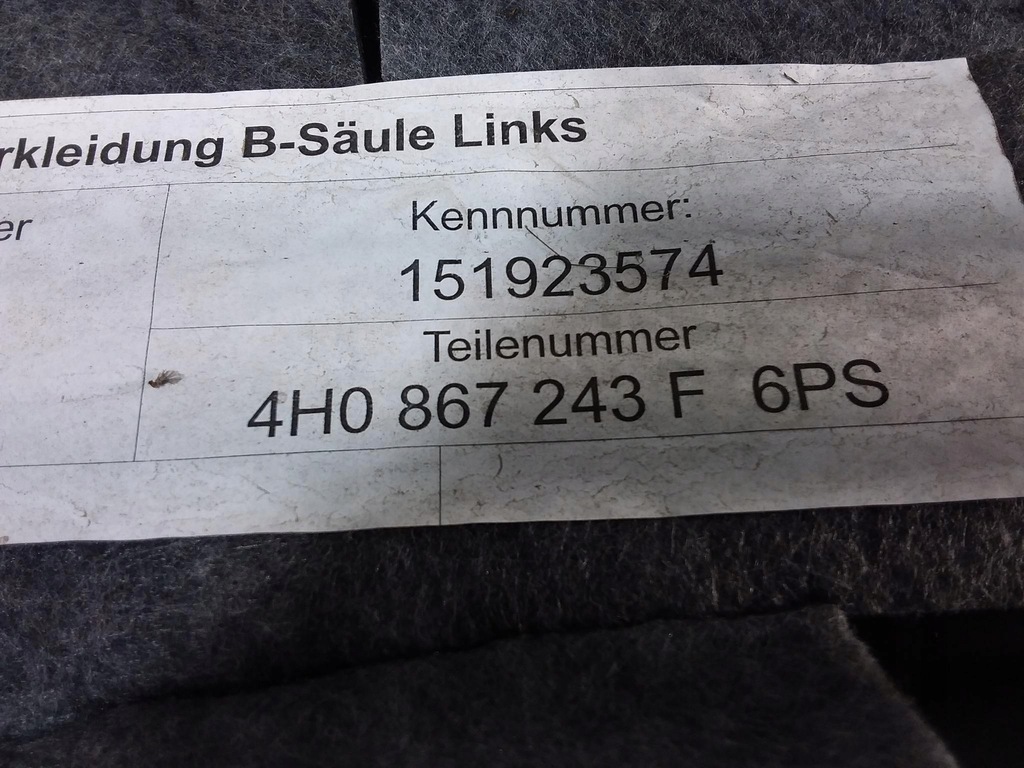 rkleidung B-Säule Links
er
Kennnummer:
151923574
Teilenummer
4H0 867 243 F 6PS